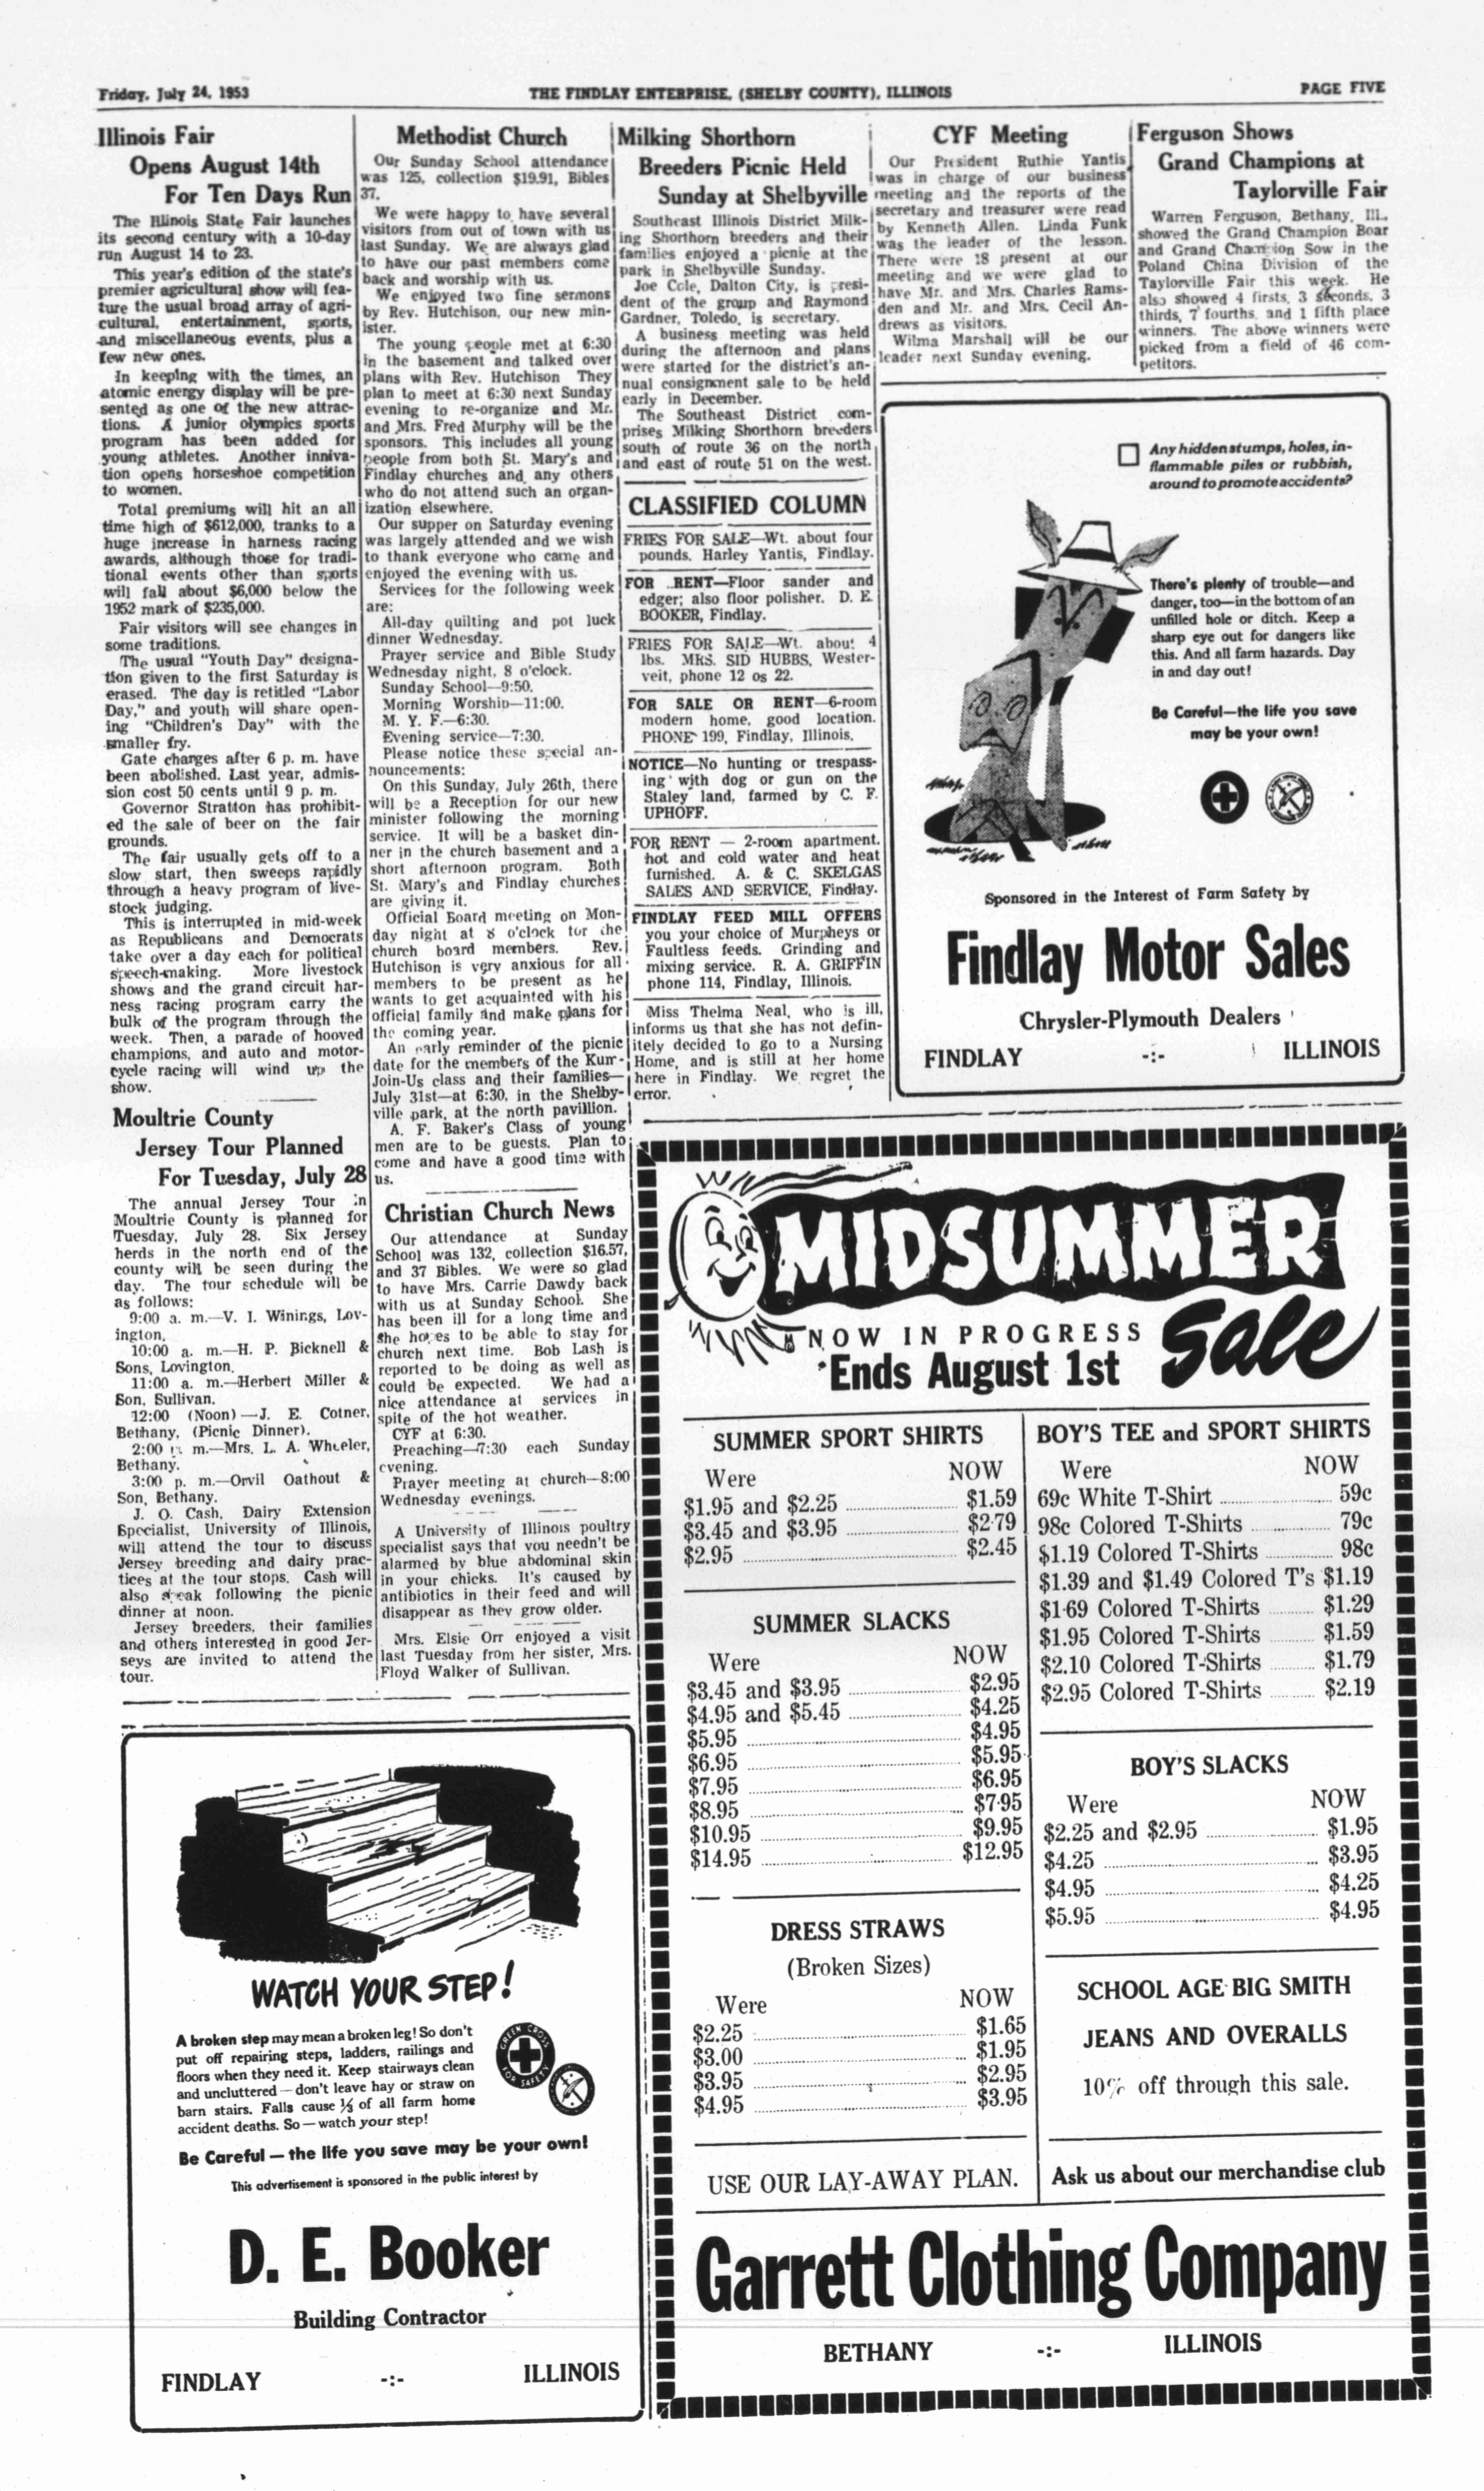 Friday, July 24, 1953
THE FINDLAY ENTERPRISE, (SHELBY COUNTY), ILLINOIS
PAGE FIVE
Illinois Fair
Opens August 14th
For Ten Days Run
The Illinois State Fair launches
its second century with a 10-day
run August 14 to 23.
This year's edition of the state's
premier agricultural show will fea-
ture the usual broad array of agri-
cultural, entertainment, sports,
and miscellaneous events, plus a
few new ones.
In keeping with the times, an
atomic energy display will be pre-
sented as one of the new attrac-
tions. A junior olympics sports
program has been added for
young athletes. Another inniva-
tion opens horseshoe competition
to women.
Total premiums will hit an all
time high of $612,000, tranks to a
huge increase in harness racing
awards, although those for tradi-
tional events other than sports
will fall about $6,000 below the
1952 mark of $235,000.
Fair visitors will see changes in
some traditions.
The usual "Youth Day" designa-
tion given to the first Saturday is
erased. The day is retitled "Labor
Day," and youth will share open-
ing "Children's Day" with the
smaller fry.
Gate charges after 6 p. m. have
been abolished. Last year, admis-
sion cost 50 cents until 9 p. m.
Governor Stratton has prohibit-
ed the sale of beer on the fair
grounds.
The fair usually gets off to a
slow start, then sweeps rapidly
through a heavy program of live-
stock judging.
This is interrupted in mid-week
as Republicans and Democrats
take over a day each for political
speech-making. More livestock
shows and the grand circuit har-
ness racing program carry the
bulk of the program through the
week. Then, a parade of hooved
champions, and auto and motor-
cycle racing will wind up the
show.
Moultrie County
Jersey Tour Planned
For Tuesday, July 28
The annual Jersey Tour in
Moultrie County is planned for
Tuesday, July 28. Six Jersey
herds in the north end of the
county will be seen during the
day. The tour schedule will be
as follows:
9:00 a. m.—V. I. Winings, Lov-
ington.
10:00 a. m.—H. P. Bicknell &
Sons, Lovington.
11:00 a. m.—Herbert Miller &
Son, Sullivan.
12:00 (Noon)—J. E. Cotner,
Bethany, (Picnic Dinner).
2:00 p. m.—Mrs. L. A. Wheeler,
Bethany.
3:00 p. m.—Orvil Oathout &
Son, Bethany.
J. O. Cash, Dairy Extension
Specialist, University of Illinois,
will attend the tour to discuss
Jersey breeding and dairy prac-
tices at the tour stops. Cash will
also speak following the picnic
dinner at noon.
Jersey breeders, their families
and others interested in good Jer-
seys are invited to attend the
tour.
Methodist Church
Our Sunday School attendance
was 125, collection $19.91, Bibles
37.
We were happy to have several
visitors from out of town with us
last Sunday. We are always glad
to have our past members come
back and worship with us.
We enjoyed two fine sermons
by Rev. Hutchison, our new min-
ister.
The young people met at 6:30
in the basement and talked over
plans with Rev. Hutchison They
plan to meet at 6:30 next Sunday
evening to re-organize and Mr.
and Mrs. Fred Murphy will be the
sponsors. This includes all young
people from both St. Mary's and
Findlay churches and any others
who do not attend such an organ-
ization elsewhere.
Our supper on Saturday evening
was largely attended and we wish
to thank everyone who came and
enjoyed the evening with us.
Services for the following week
are:
All-day quilting and pot luck
dinner Wednesday.
Prayer service and Bible Study
Wednesday night, 8 o'clock.
Sunday School—9:50.
Morning Worship—11:00.
M. Y. F.—6:30.
Evening service—7:30.
Please notice these special an-
nouncements:
On this Sunday, July 26th, there
will be a Reception for our new
minister following the morning
service. It will be a basket din-
ner in the church basement and a
short afternoon program. Both
St. Mary's and Findlay churches
are giving it.
Official Board meeting on Mon-
day night at 8 o'clock for the
church board members. Rev.
Hutchison is very anxious for all
members to be present as he
wants to get acquainted with his
official family and make plans for
the coming year.
An early reminder of the picnic
date for the members of the Kum-
Join-Us class and their families—
July 31st—at 6:30, in the Shelby-
ville park, at the north pavillion.
A. F. Baker's Class of young
men are to be guests. Plan to
come and have a good time with
us.
Christian Church News
Our attendance at Sunday
School was 132, collection $16.57,
and 37 Bibles. We were so glad
to have Mrs. Carrie Dawdy back
with us at Sunday School. She
has been ill for a long time and
she hopes to be able to stay for
church next time. Bob Lash is
reported to be doing as well as
could be expected. We had a
nice attendance at services in
spite of the hot weather.
CYF at 6:30.
Preaching—7:30 each Sunday
evening.
Prayer meeting at church—8:00
Wednesday evenings.
A University of Illinois poultry
specialist says that you needn't be
alarmed by blue abdominal skin
in your chicks. It's caused by
antibiotics in their feed and will
disappear as they grow older.
Mrs. Elsie Orr enjoyed a visit
last Tuesday from her sister, Mrs.
Floyd Walker of Sullivan.
Milking Shorthorn
Breeders Picnic Held
Sunday at Shelbyville
Southeast Illinois District Milk-
ing Shorthorn breeders and their
families enjoyed a picnic at the
park in Shelbyville Sunday.
Joe Cole, Dalton City, is presi-
dent of the group and Raymond
Gardner, Toledo, is secretary.
A business meeting was held
during the afternoon and plans
were started for the district's an-
nual consignment sale to be held
early in December.
The Southeast District com-
prises Milking Shorthorn breeders
south of route 36 on the north
and east of route 51 on the west.
CLASSIFIED COLUMN
FRIES FOR SALE—Wt. about four
pounds. Harley Yantis, Findlay.
FOR RENT—Floor sander and
edger; also floor polisher. D. E.
BOOKER, Findlay.
FRIES FOR SALE—Wt. about 4
lbs. MRS. SID HUBBS, Wester-
veit, phone 12 os 22.
FOR SALE OR RENT—6-room
modern home, good location.
PHONE 199, Findlay, Illinois.
NOTICE—No hunting or trespass-
ing with dog or gun on the
Staley land, farmed by C. F.
UPHOFF.
FOR RENT — 2-room apartment.
hot and cold water and heat
furnished. A. & C. SKELGAS
SALES AND SERVICE, Findlay.
FINDLAY FEED MILL OFFERS
you your choice of Murpheys or
Faultless feeds. Grinding and
mixing service. R. A. GRIFFIN
phone 114, Findlay, Illinois.
Miss Thelma Neal, who is ill,
informs us that she has not defin-
itely decided to go to a Nursing
Home, and is still at her home
here in Findlay. We regret the
error.
CYF Meeting
Our President Ruthie Yantis
was in charge of our business
meeting and the reports of the
secretary and treasurer were read
by Kenneth Allen. Linda Funk
was the leader of the lesson.
There were 18 present at our
meeting and we were glad to
have Mr. and Mrs. Charles Rams-
den and Mr. and Mrs. Cecil An-
drews as visitors.
Wilma Marshall will be our
leader next Sunday evening.
Ferguson Shows
Grand Champions at
Taylorville Fair
Warren Ferguson, Bethany, Ill.,
showed the Grand Champion Boar
and Grand Champion Sow in the
Poland China Division of the
Taylorville Fair this week. He
also showed 4 firsts, 3 seconds, 3
thirds, 7 fourths, and 1 fifth place
winners. The above winners were
picked from a field of 46 com-
petitors.
Any hidden stumps, holes, in-
flammable piles or rubbish,
around to promote accidents?
There's plenty of trouble—and
danger, too—in the bottom of an
unfilled hole or ditch. Keep a
sharp eye out for dangers like
this. And all farm hazards. Day
in and day out!
Be Careful—the life you save
may be your own!
Sponsored in the Interest of Farm Safety by
Findlay Motor Sales
Chrysler-Plymouth Dealers
FINDLAY -:- ILLINOIS
WATCH YOUR STEP!
A broken step may mean a broken leg! So don't
put off repairing steps, ladders, railings and
floors when they need it. Keep stairways clean
and uncluttered—don't leave hay or straw on
barn stairs. Falls cause ⅓ of all farm home
accident deaths. So—watch your step!
GREEN CROSS
FOR SAFETY
Be Careful — the life you save may be your own!
This advertisement is sponsored in the public interest by
D. E. Booker
Building Contractor
FINDLAY -:- ILLINOIS
MIDSUMMER
Sale
NOW IN PROGRESS
Ends August 1st
SUMMER SPORT SHIRTS
Were NOW
$1.95 and $2.25 $1.59
$3.45 and $3.95 $2.79
$2.95 $2.45
SUMMER SLACKS
Were NOW
$3.45 and $3.95 $2.95
$4.95 and $5.45 $4.25
$5.95 $4.95
$6.95 $5.95
$7.95 $6.95
$8.95 $7.95
$10.95 $9.95
$14.95 $12.95
DRESS STRAWS
(Broken Sizes)
Were NOW
$2.25 $1.65
$3.00 $1.95
$3.95 $2.95
$4.95 $3.95
USE OUR LAY-AWAY PLAN.
BOY'S TEE and SPORT SHIRTS
Were NOW
69c White T-Shirt 59c
98c Colored T-Shirts 79c
$1.19 Colored T-Shirts 98c
$1.39 and $1.49 Colored T's $1.19
$1.69 Colored T-Shirts $1.29
$1.95 Colored T-Shirts $1.59
$2.10 Colored T-Shirts $1.79
$2.95 Colored T-Shirts $2.19
BOY'S SLACKS
Were NOW
$2.25 and $2.95 $1.95
$4.25 $3.95
$4.95 $4.25
$5.95 $4.95
SCHOOL AGE BIG SMITH
JEANS AND OVERALLS
10% off through this sale.
Ask us about our merchandise club
Garrett Clothing Company
BETHANY -:- ILLINOIS